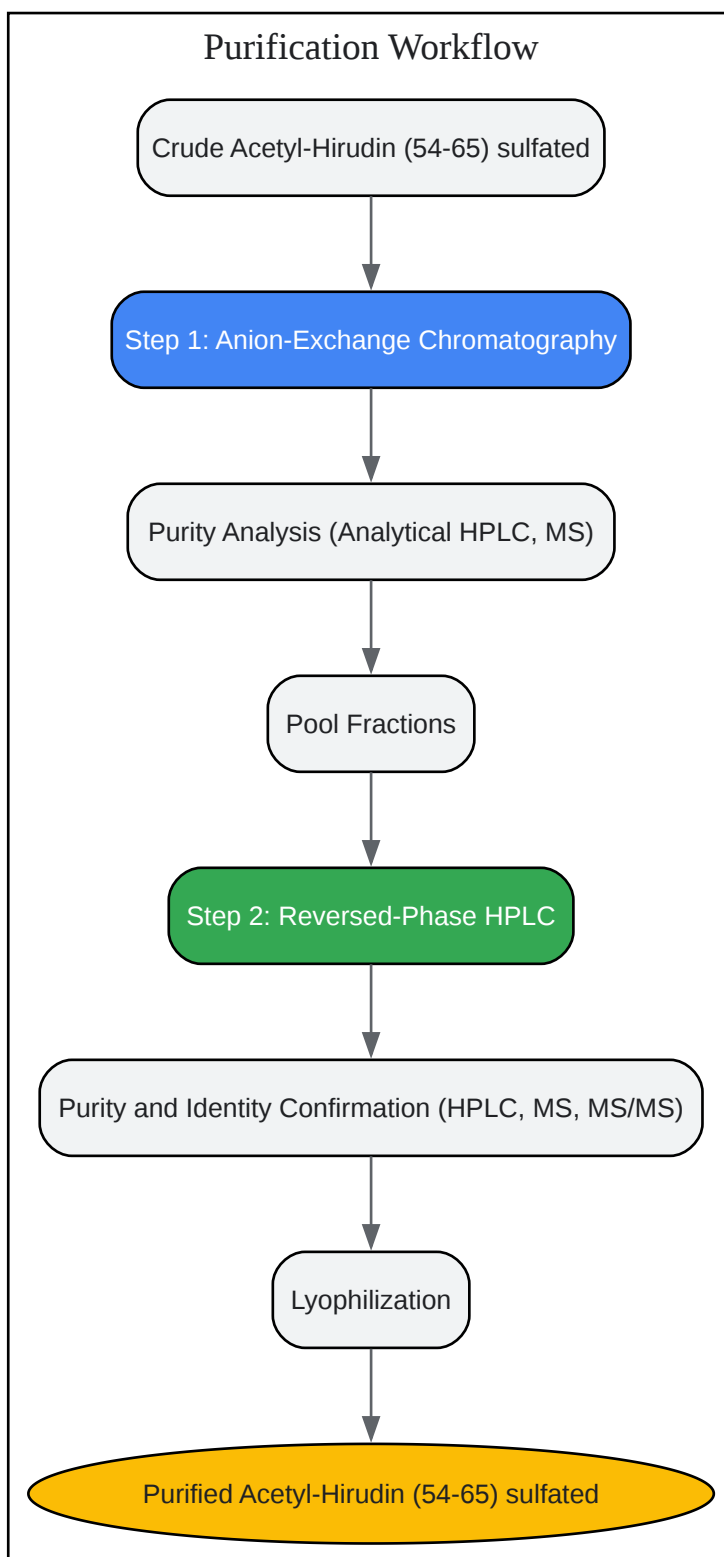 Purification Workflow
Crude Acetyl-Hirudin (54-65) sulfated
Step 1: Anion-Exchange Chromatography
Purity Analysis (Analytical HPLC, MS)
Pool Fractions
Step 2: Reversed-Phase HPLC
Purity and Identity Confirmation (HPLC, MS, MS/MS)
Lyophilization
Purified Acetyl-Hirudin (54-65) sulfated